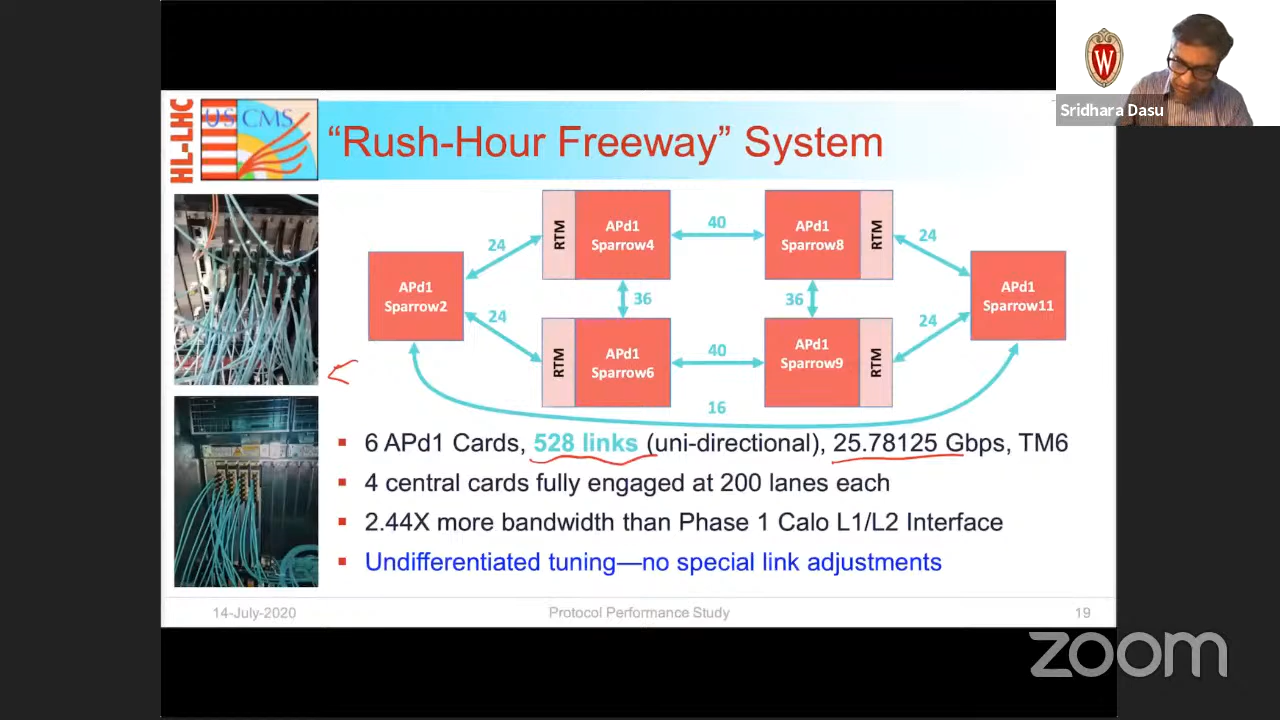 Sridhara Dasu
HL-LHC
US CMS
“Rush-Hour Freeway” System
RTM
APd1
Sparrow4
40
APd1
Sparrow8
RTM
24
24
APd1
Sparrow2
36
36
APd1
Sparrow11
24
24
RTM
APd1
Sparrow6
40
APd1
Sparrow9
RTM
16
▪ 6 APd1 Cards, 528 links (uni-directional), 25.78125 Gbps, TM6
▪ 4 central cards fully engaged at 200 lanes each
▪ 2.44X more bandwidth than Phase 1 Calo L1/L2 Interface
▪ Undifferentiated tuning—no special link adjustments
14-July-2020
Protocol Performance Study
19
W
zoom